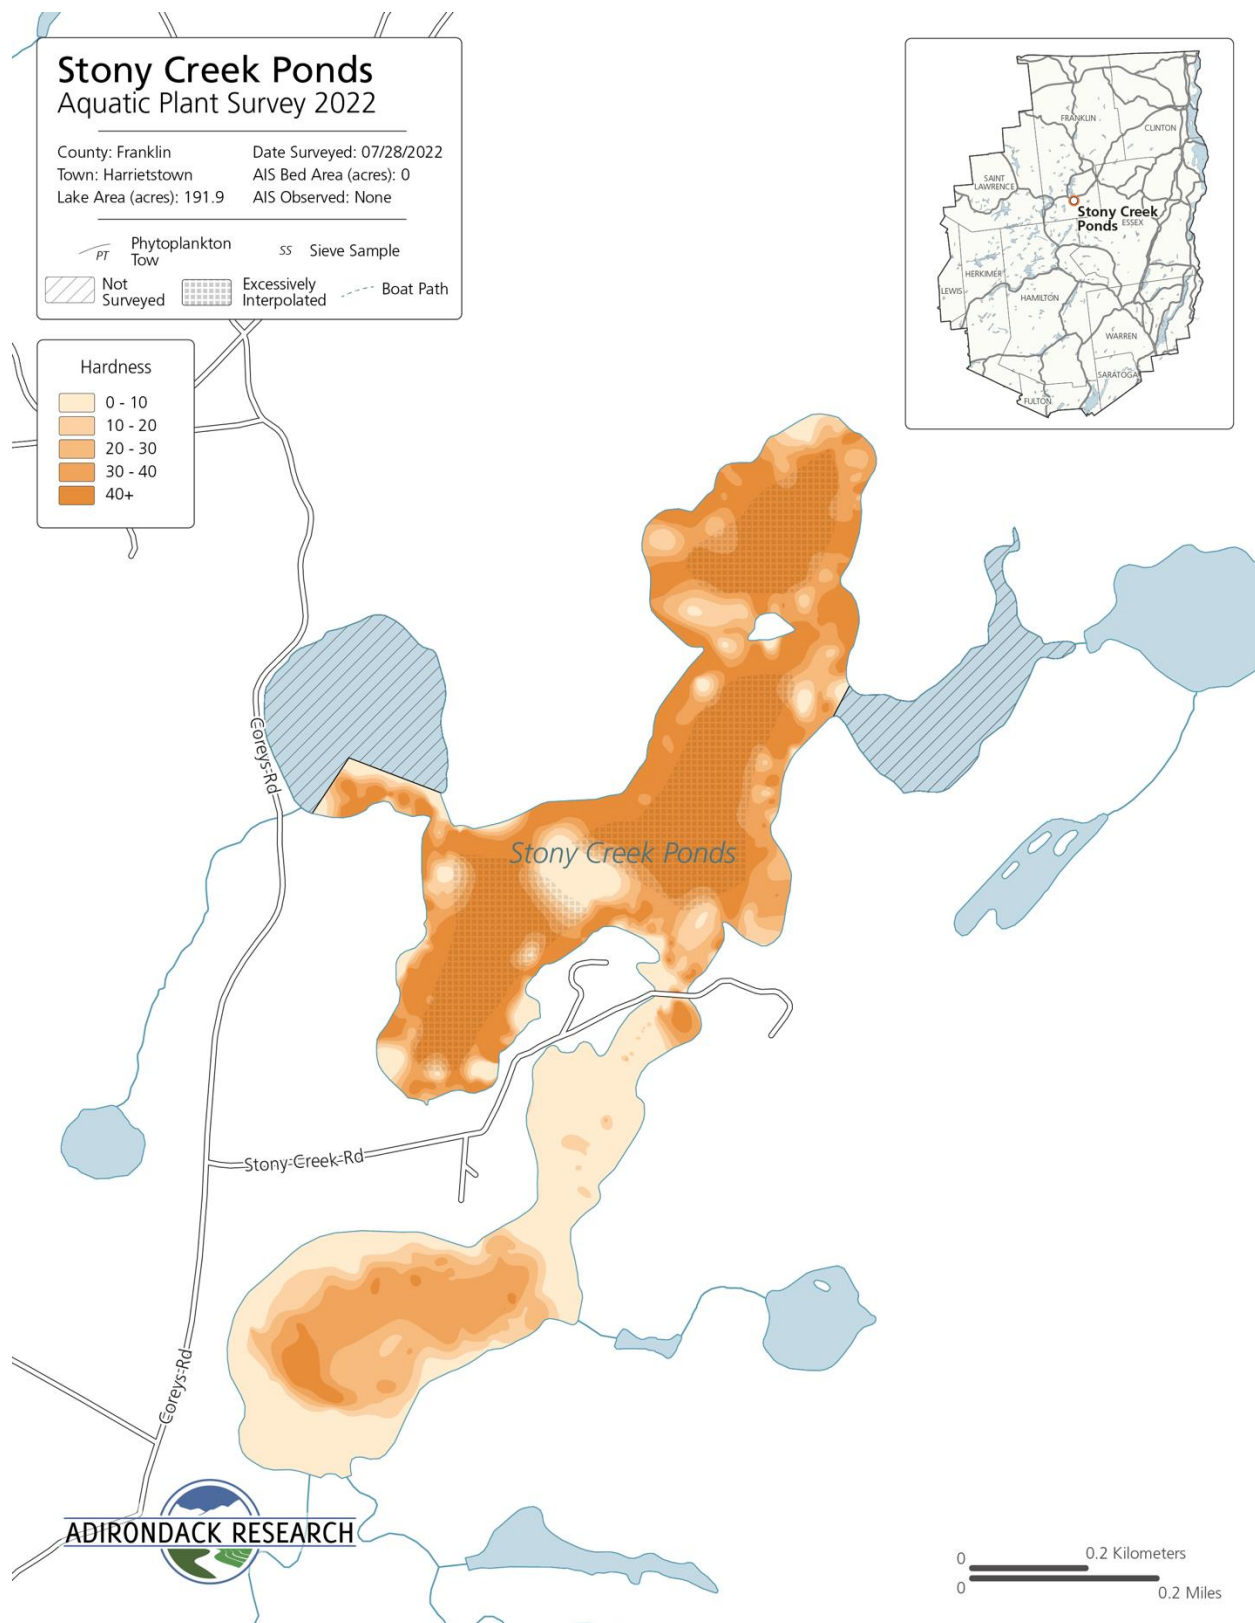 Stony Creek Ponds
Aquatic Plant Survey 2022
County: Franklin
Date Surveyed: 07/28/2022
Town: Harrietstown
AIS Bed Area (acres): 0
Lake Area (acres): 191.9
AIS Observed: None
PT
Phytoplankton
Tow
SS
Sieve Sample
Not
Surveyed
Excessively
Interpolated
Boat Path
Hardness
0 - 10
10 - 20
20 - 30
30 - 40
40+
FRANKLIN
CLINTON
SAINT
LAWRENCE
Stony Creek
Ponds
ESSEX
HERKIMER
LEWIS
HAMILTON
WARREN
SARATOGA
FULTON
Coreys Rd
Stony Creek Ponds
Stony Creek Rd
Coreys Rd
ADIRONDACK RESEARCH
0
0.2 Kilometers
0
0.2 Miles